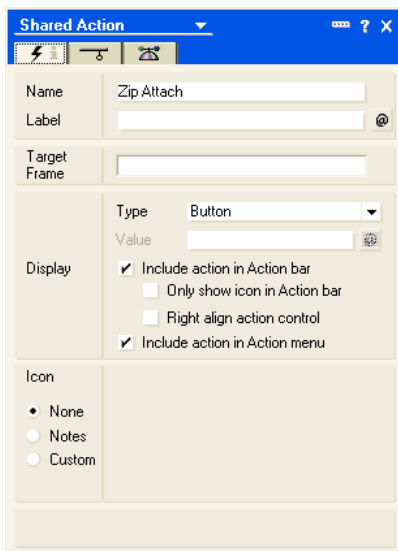 Shared Action
? X
Name Zip Attach
Label @
Target
Frame
Type Button
Value
Display
Include action in Action bar
Only show icon in Action bar
Right align action control
Include action in Action menu
Icon
None
Notes
Custom